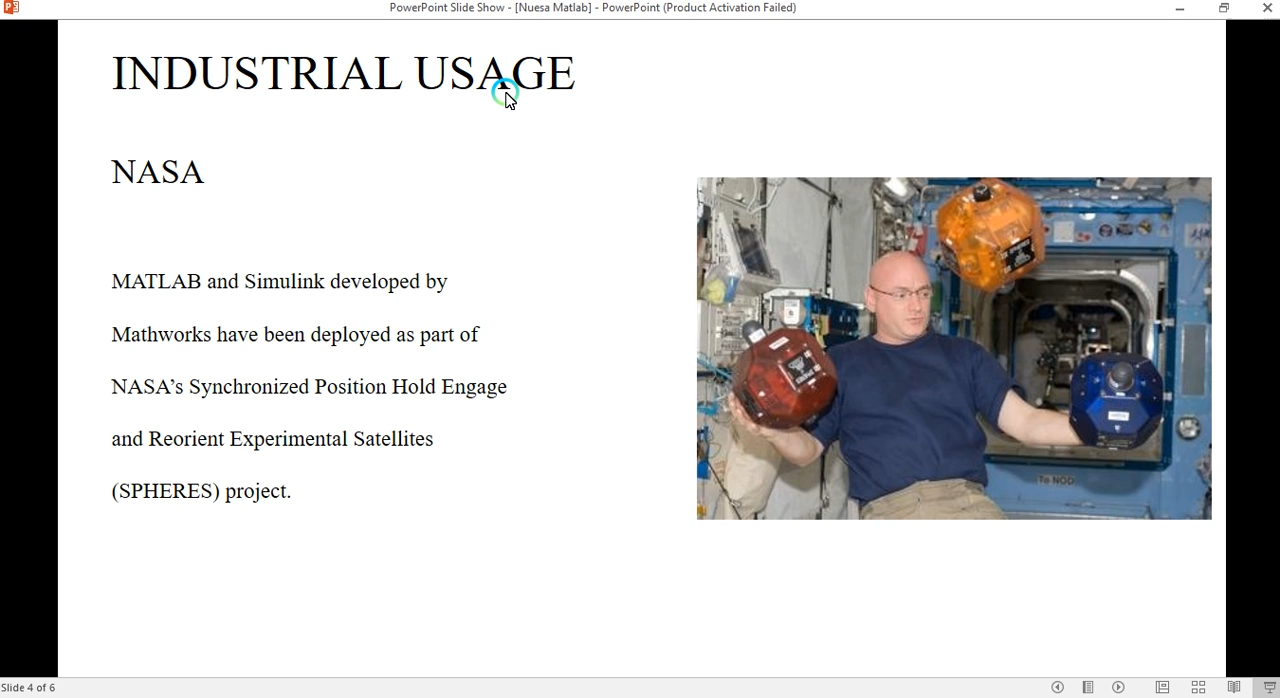 PowerPoint Slide Show - [Nuesa Matlab] - PowerPoint (Product Activation Failed)
INDUSTRIAL USAGE
NASA
MATLAB and Simulink developed by
Mathworks have been deployed as part of
NASA’s Synchronized Position Hold Engage
and Reorient Experimental Satellites
(SPHERES) project.
To NOD
Slide 4 of 6